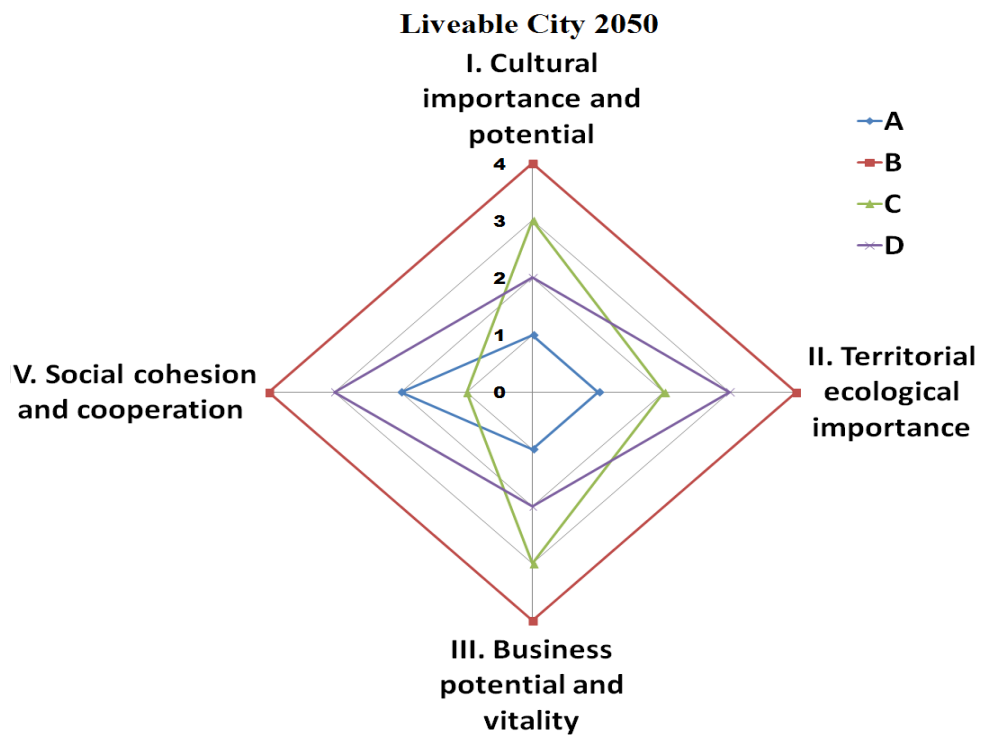 Liveable City 2050
I. Cultural
importance and
potential
A
B
C
D
4
3
2
1
0
II. Territorial
ecological
importance
IV. Social cohesion
and cooperation
III. Business
potential and
vitality